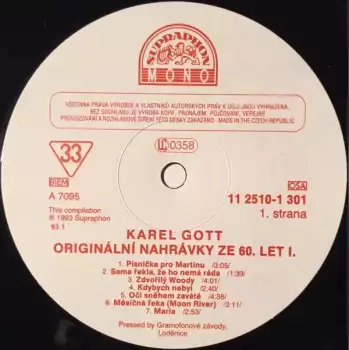 SUPRAPHON
MONO
VŠECHNA PRÁVA VÝROBCE A VLASTNÍKŮ AUTORSKÝCH PRÁV K DÍLU JSOU VYHRAZENA.
BEZ SOUHLASU JE VÝROBA KOPIÍ, PRONÁJEM, PŮJČOVÁNÍ, VEŘEJNÉ
PROVOZOVÁNÍ A ROZHLASOVÉ ŠÍŘENÍ TÉTO DESKY ZAKÁZÁNO · MADE IN THE CZECH REPUBLIC
33
LC 0358
BIEM
OSA
A 7095
11 2510-1 301
This compilation
℗ 1993 Supraphon
1. strana
93 1
KAREL GOTT
ORIGINÁLNÍ NAHRÁVKY ZE 60. LET I.
1. Písnička pro Martinu /3:05/
2. Sama řekla, že ho nemá ráda /1:39/
3. Zdvořilý Woody /4:01/
4. Kdybych nebyl /2:40/
5. Oči sněhem zaváté /4:38/
6. Měsíčná řeka (Moon River) /3:11/
7. Maria /2:53/
Pressed by Gramofonové závody,
Loděnice